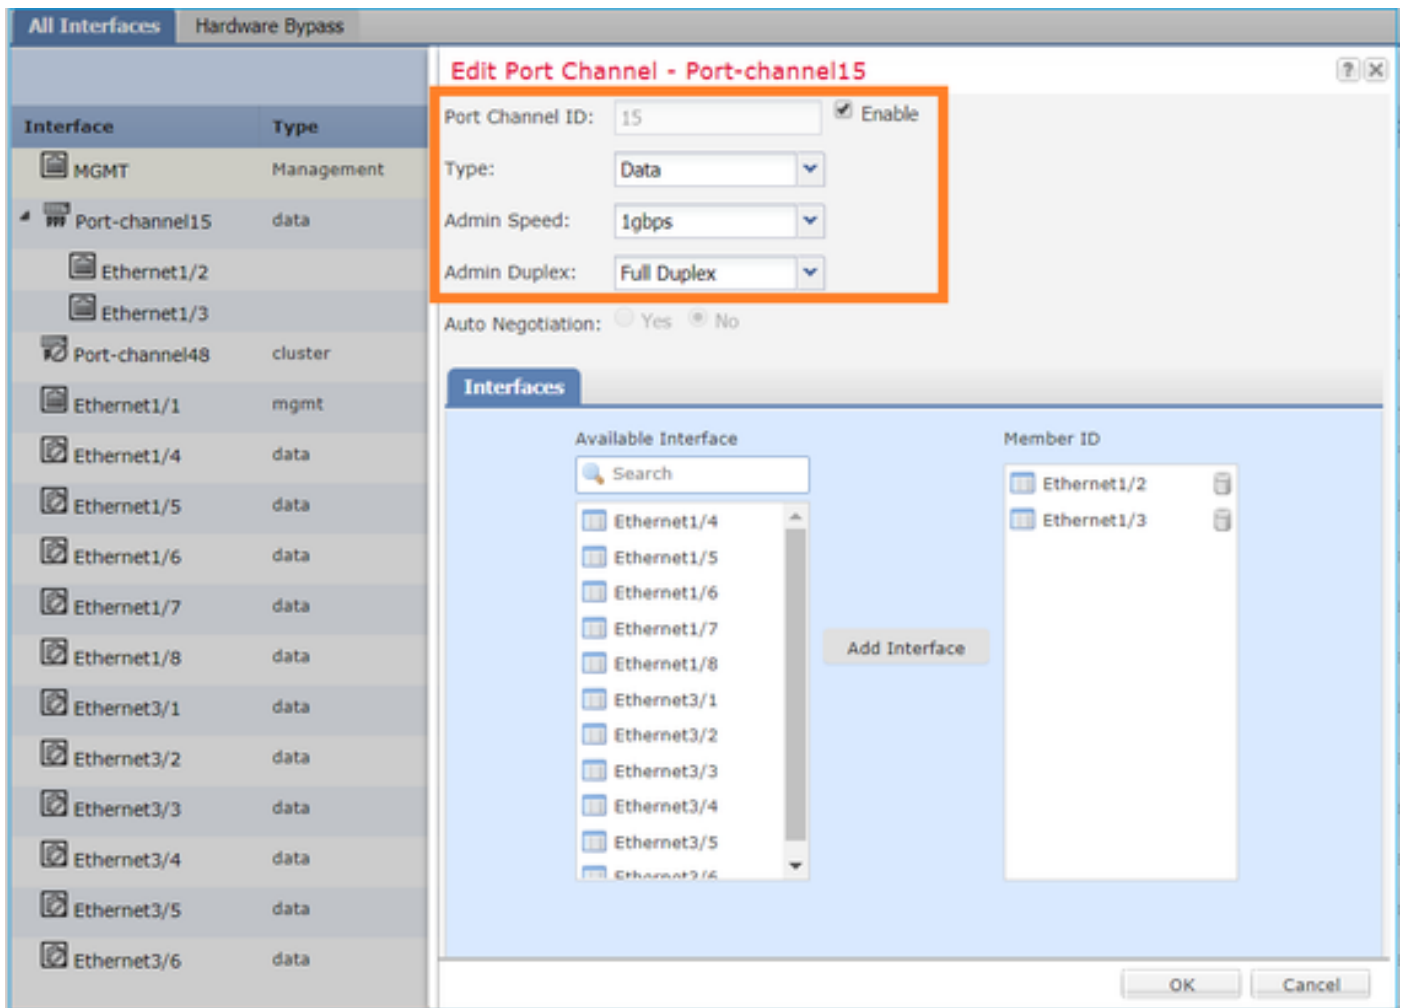 All Interfaces
Hardware Bypass
Interface
Type
MGMT
Management
Port-channel15
data
Ethernet1/2
Ethernet1/3
Port-channel48
cluster
Ethernet1/1
mgmt
Ethernet1/4
data
Ethernet1/5
data
Ethernet1/6
data
Ethernet1/7
data
Ethernet1/8
data
Ethernet3/1
data
Ethernet3/2
data
Ethernet3/3
data
Ethernet3/4
data
Ethernet3/5
data
Ethernet3/6
data
Edit Port Channel - Port-channel15
? X
Port Channel ID: 15
Enable
Type: Data
Admin Speed: 1gbps
Admin Duplex: Full Duplex
Auto Negotiation: Yes No
Interfaces
Available Interface
Search
Ethernet1/4
Ethernet1/5
Ethernet1/6
Ethernet1/7
Ethernet1/8
Ethernet3/1
Ethernet3/2
Ethernet3/3
Ethernet3/4
Ethernet3/5
Ethernet3/6
Add Interface
Member ID
Ethernet1/2
Ethernet1/3
OK
Cancel